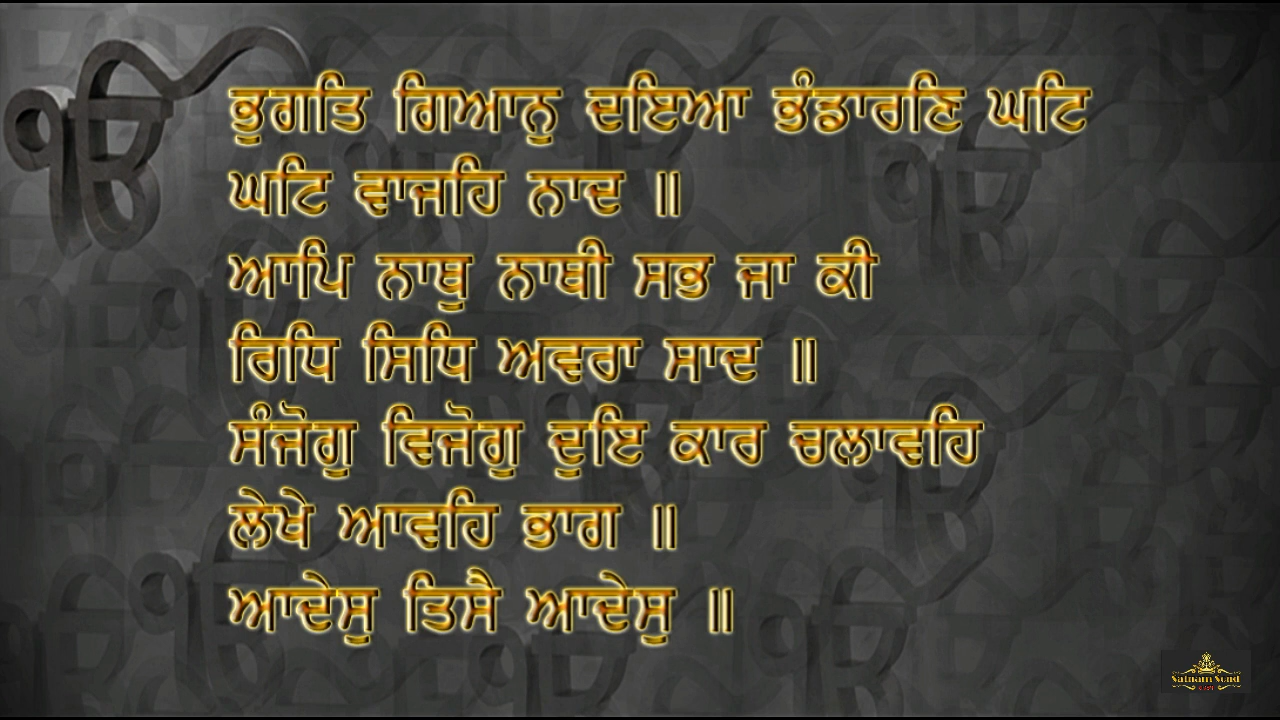 ਭੁਗਤਿ ਗਿਆਨੁ ਦਇਆ ਭੰਡਾਰਣਿ ਘਟਿ
ਘਟਿ ਵਾਜਹਿ ਨਾਦ ॥
ਆਪਿ ਨਾਥੁ ਨਾਥੀ ਸਭ ਜਾ ਕੀ
ਰਿਧਿ ਸਿਧਿ ਅਵਰਾ ਸਾਦ ॥
ਸੰਜੋਗੁ ਵਿਜੋਗੁ ਦੁਇ ਕਾਰ ਚਲਾਵਹਿ
ਲੇਖੇ ਆਵਹਿ ਭਾਗ ॥
ਆਦੇਸੁ ਤਿਸੈ ਆਦੇਸੁ ॥